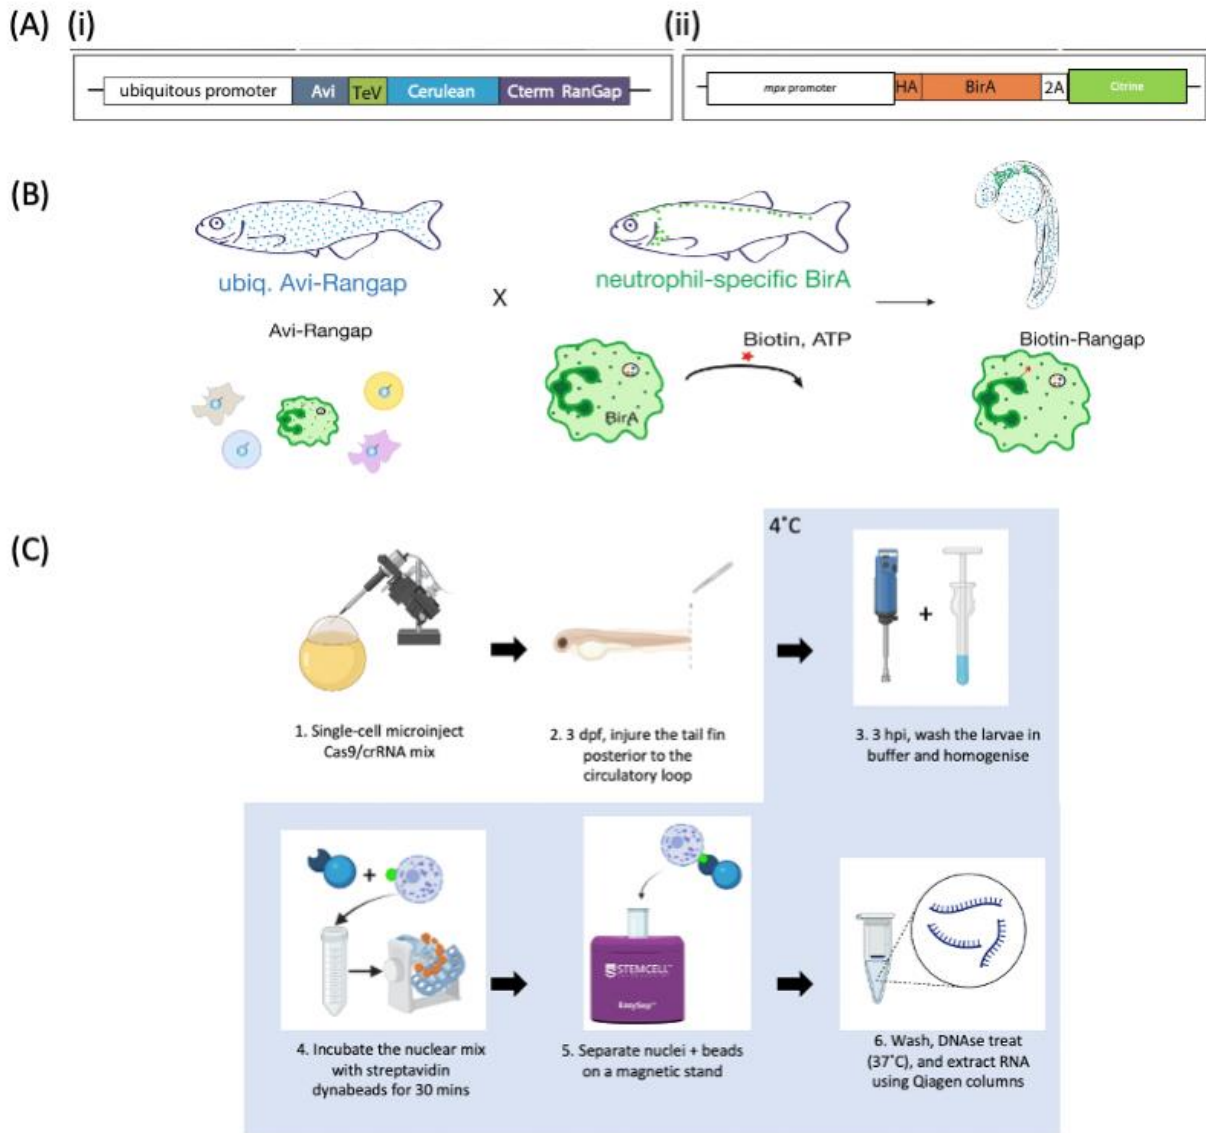 (A) (i) (ii)
ubiquitous promoter Avi TeV Cerulean Cterm RanGap
mpx promoter HA BirA 2A Citrine
(B)
ubiq. Avi-Rangap
X
neutrophil-specific BirA
Avi-Rangap
Biotin, ATP
Biotin-Rangap
BirA
(C)
4°C
+
1. Single-cell microinject
Cas9/crRNA mix
2. 3 dpf, injure the tail fin
posterior to the
circulatory loop
3. 3 hpi, wash the larvae in
buffer and homogenise
+
STEMCELL™
EasySep™
4. Incubate the nuclear mix
with streptavidin
dynabeads for 30 mins
5. Separate nuclei + beads
on a magnetic stand
6. Wash, DNAse treat
(37°C), and extract RNA
using Qiagen columns